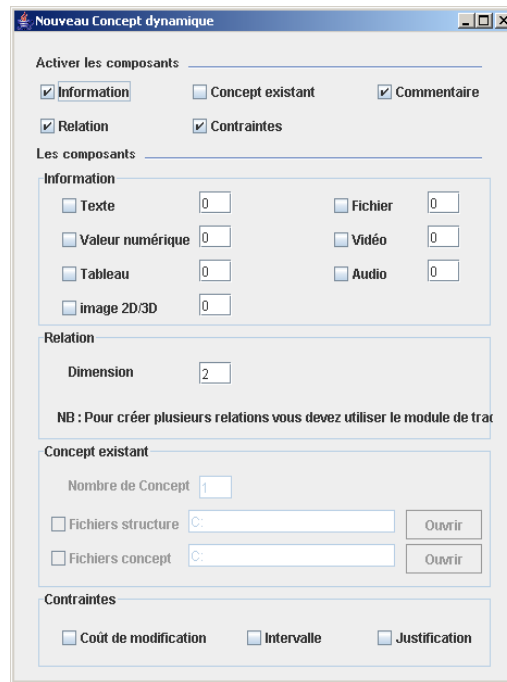 Nouveau Concept dynamique
Activer les composants
Information Concept existant Commentaire
Relation Contraintes
Les composants
Information
Texte 0 Fichier 0
Valeur numérique 0 Vidéo 0
Tableau 0 Audio 0
image 2D/3D 0
Relation
Dimension 2
NB : Pour créer plusieurs relations vous devez utiliser le module de trac
Concept existant
Nombre de Concept 1
Fichiers structure C: Ouvrir
Fichiers concept C: Ouvrir
Contraintes
Coût de modification Intervalle Justification